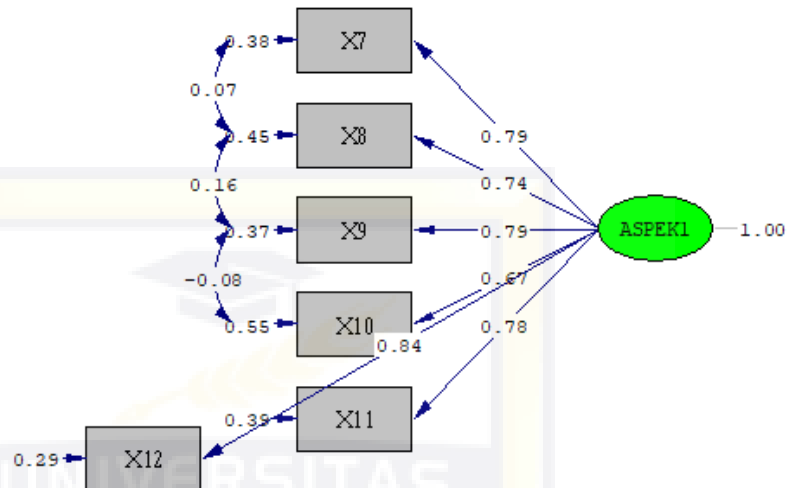 0.38 X7
0.07
0.45 X8 0.79
0.16 0.74
0.37 X9 0.79 ASPEK1 1.00
-0.08 0.67
0.55 X10 0.78
0.84
0.39 X11
0.29 X12
UNIVERSITAS